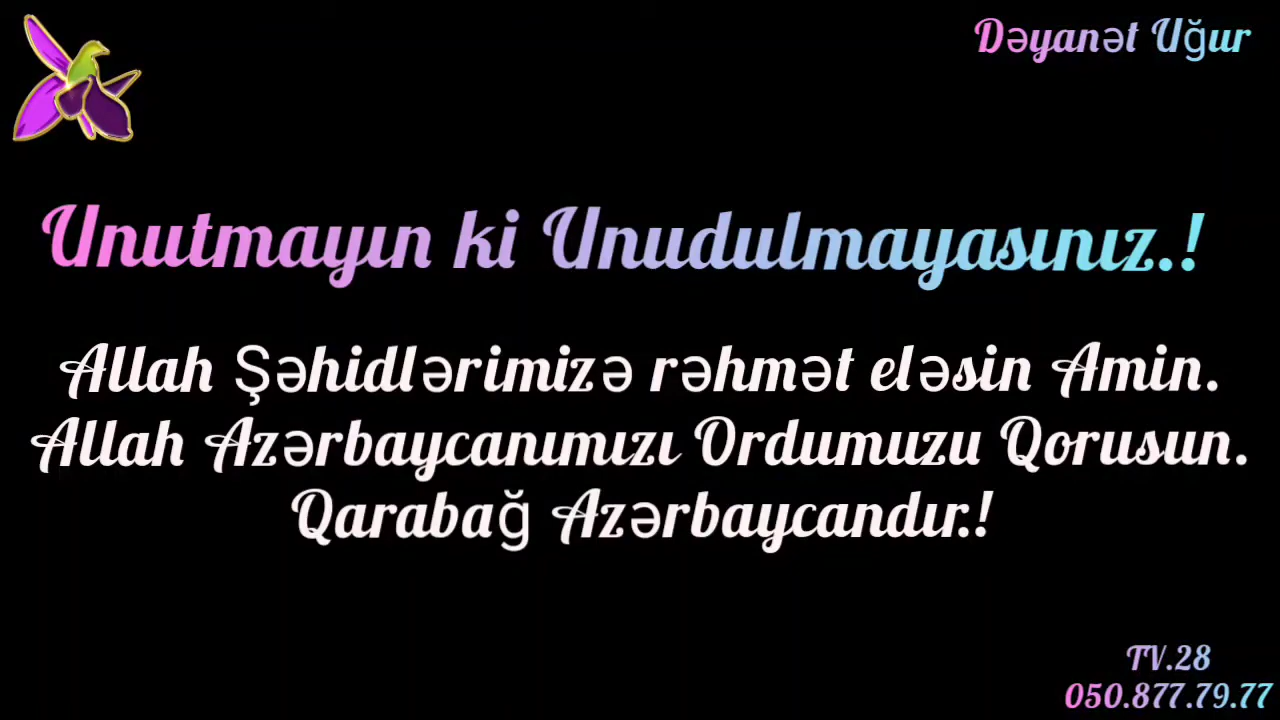 Dəyanət Uğur
Unutmayın ki Unudulmayasınız.!
Allah Şəhidlərimizə rəhmət eləsin Amin.
Allah Azərbaycanımızı Ordumuzu Qorusun.
Qarabağ Azərbaycandır.!
TV.28
050.877.79.77